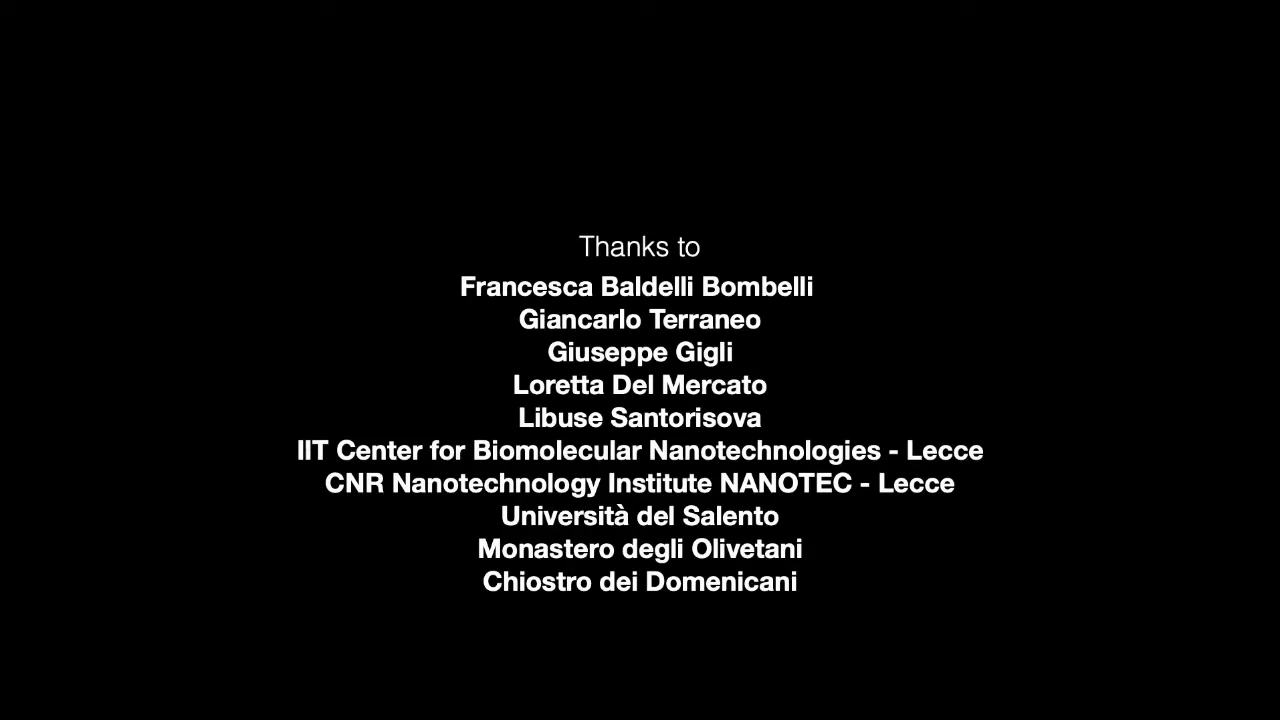 Thanks to
Francesca Baldelli Bombelli
Giancarlo Terraneo
Giuseppe Gigli
Loretta Del Mercato
Libuse Santorisova
IIT Center for Biomolecular Nanotechnologies - Lecce
CNR Nanotechnology Institute NANOTEC - Lecce
Università del Salento
Monastero degli Olivetani
Chiostro dei Domenicani